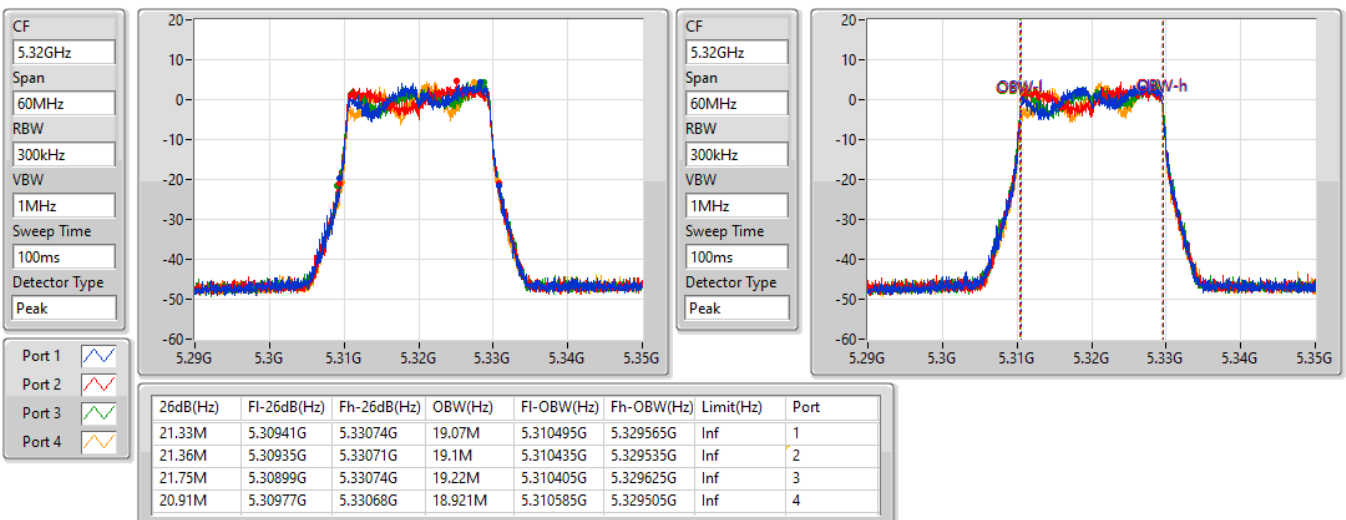 CF
5.32GHz
Span
60MHz
RBW
300kHz
VBW
1MHz
Sweep Time
100ms
Detector Type
Peak
20
10
0
-10
-20
-30
-40
-50
-60
5.29G 5.3G 5.31G 5.32G 5.33G 5.34G 5.35G
CF
5.32GHz
Span
60MHz
RBW
300kHz
VBW
1MHz
Sweep Time
100ms
Detector Type
Peak
20
10
0
-10
-20
-30
-40
-50
-60
OBW-l OBW-h
5.29G 5.3G 5.31G 5.32G 5.33G 5.34G 5.35G
Port 1
Port 2
Port 3
Port 4
26dB(Hz) Fl-26dB(Hz) Fh-26dB(Hz) OBW(Hz) Fl-OBW(Hz) Fh-OBW(Hz) Limit(Hz) Port
21.33M 5.30941G 5.33074G 19.07M 5.310495G 5.329565G Inf 1
21.36M 5.30935G 5.33071G 19.1M 5.310435G 5.329535G Inf 2
21.75M 5.30899G 5.33074G 19.22M 5.310405G 5.329625G Inf 3
20.91M 5.30977G 5.33068G 18.921M 5.310585G 5.329505G Inf 4